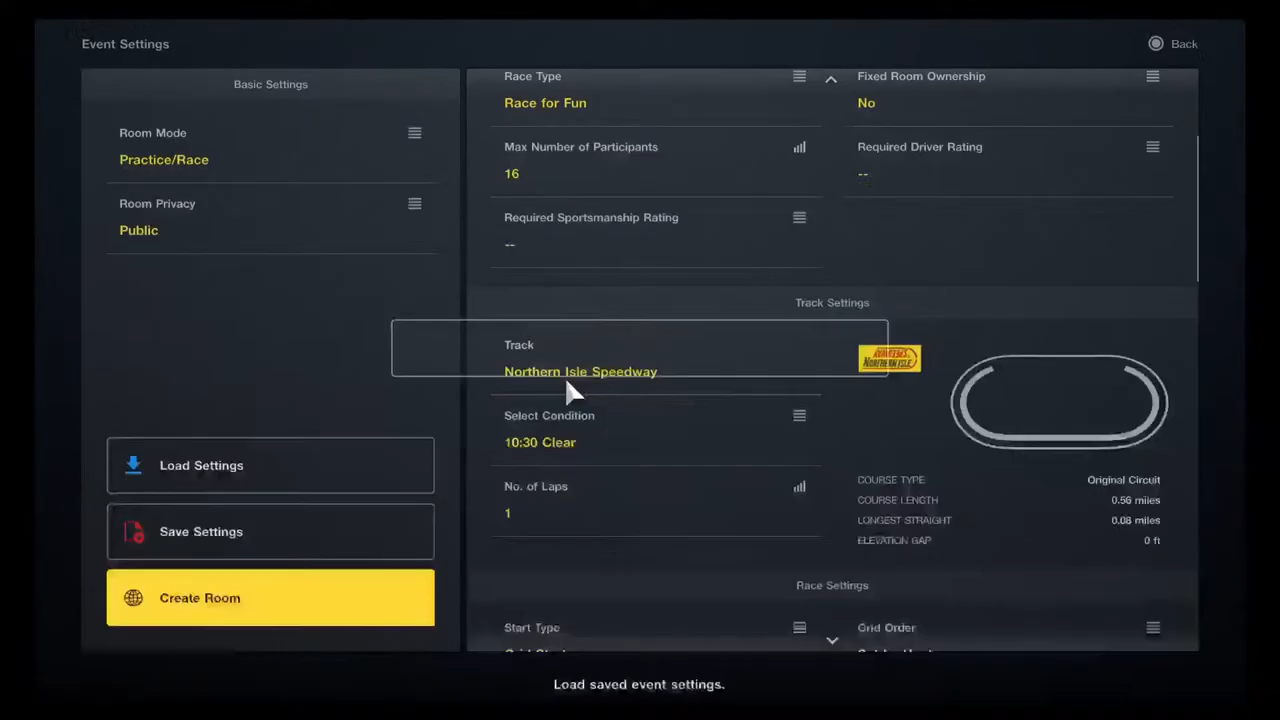 Event Settings
Back
Basic Settings
Room Mode
Practice/Race
Room Privacy
Public
Load Settings
Save Settings
Create Room
Race Type
Race for Fun
Fixed Room Ownership
No
Max Number of Participants
16
Required Driver Rating
--
Required Sportsmanship Rating
--
Track Settings
Track
Northern Isle Speedway
NORTHERN ISLE
Select Condition
10:30 Clear
No. of Laps
1
COURSE TYPE Original Circuit
COURSE LENGTH 0.56 miles
LONGEST STRAIGHT 0.08 miles
ELEVATION GAP 0 ft
Race Settings
Start Type
Grid Order
Load saved event settings.